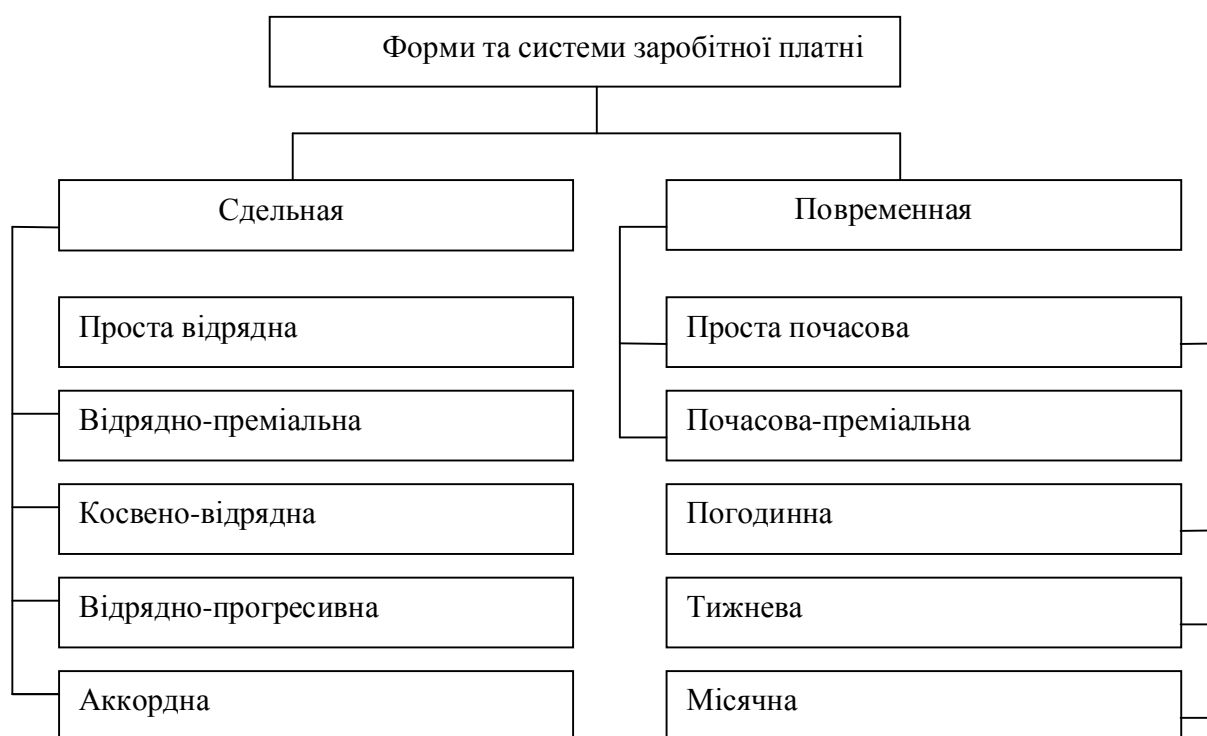 Форми та системи заробітної платні
Сдельная
Проста відрядна
Відрядно-преміальна
Косвено-відрядна
Відрядно-прогресивна
Аккордна
Повременная
Проста почасова
Почасова-преміальна
Погодинна
Тижнева
Місячна